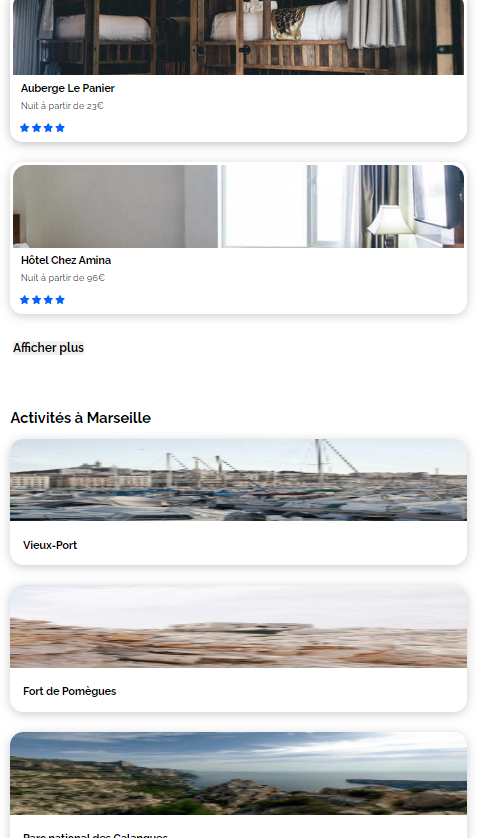 Auberge Le Panier
Nuit à partir de 23€
Hôtel Chez Amina
Nuit à partir de 96€
Afficher plus
Activités à Marseille
Vieux-Port
Fort de Pomègues
Parc national des Calanques